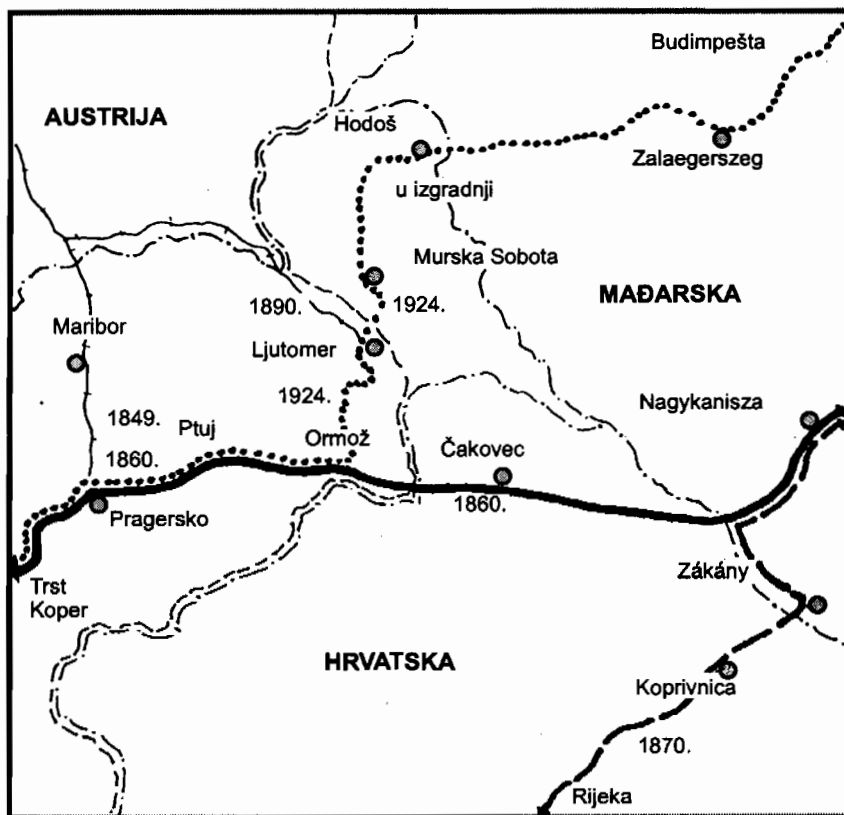 Budimpešta
AUSTRIJA
Hodoš
Zalaegerszeg
u izgradnji
Murska Sobota
MAĐARSKA
1890.
1924.
Maribor
Ljutomer
1924.
Nagykanisza
1849.
Ptuj
Ormož
Čakovec
1860.
1860.
Pragersko
Zákány
Trst
Koper
HRVATSKA
Koprivnica
1870.
Rijeka